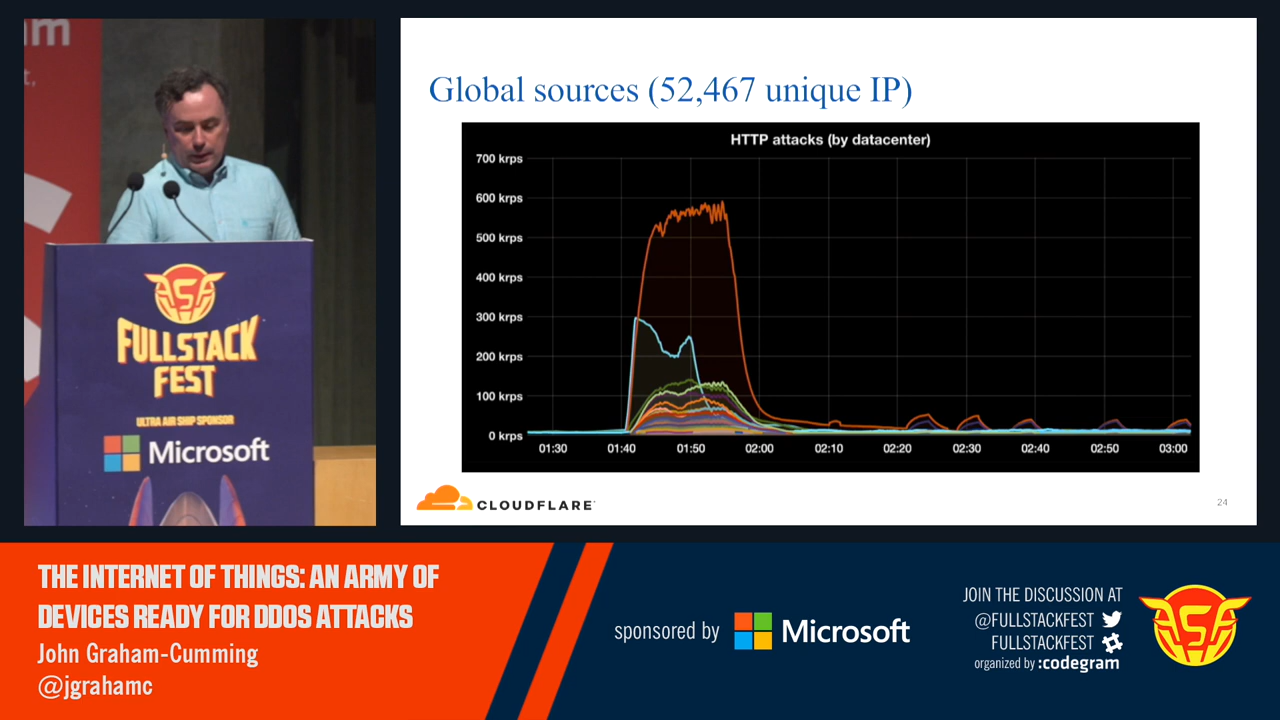 m
t,
FULLSTACK
FEST
ULTRA AIR SHIP SPONSOR
Microsoft
Global sources (52,467 unique IP)
HTTP attacks (by datacenter)
700 krps
600 krps
500 krps
400 krps
300 krps
200 krps
100 krps
0 krps
01:30 01:40 01:50 02:00 02:10 02:20 02:30 02:40 02:50 03:00
CLOUDFLARE
24
THE INTERNET OF THINGS: AN ARMY OF
DEVICES READY FOR DDOS ATTACKS
John Graham-Cumming
@jgrahamc
sponsored by Microsoft
JOIN THE DISCUSSION AT
@FULLSTACKFEST
FULLSTACKFEST
organized by :codegram